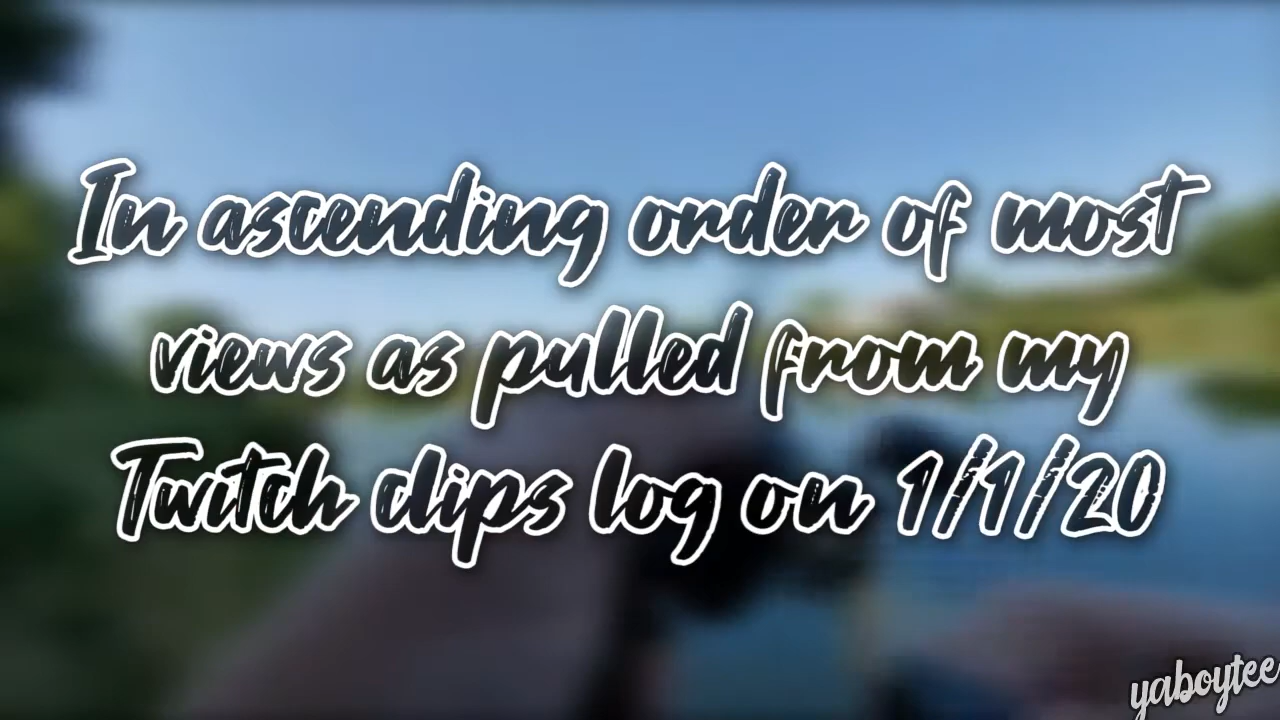 In ascending order of most
views as pulled from my
Twitch clips log on 1/1/20
yaboytee